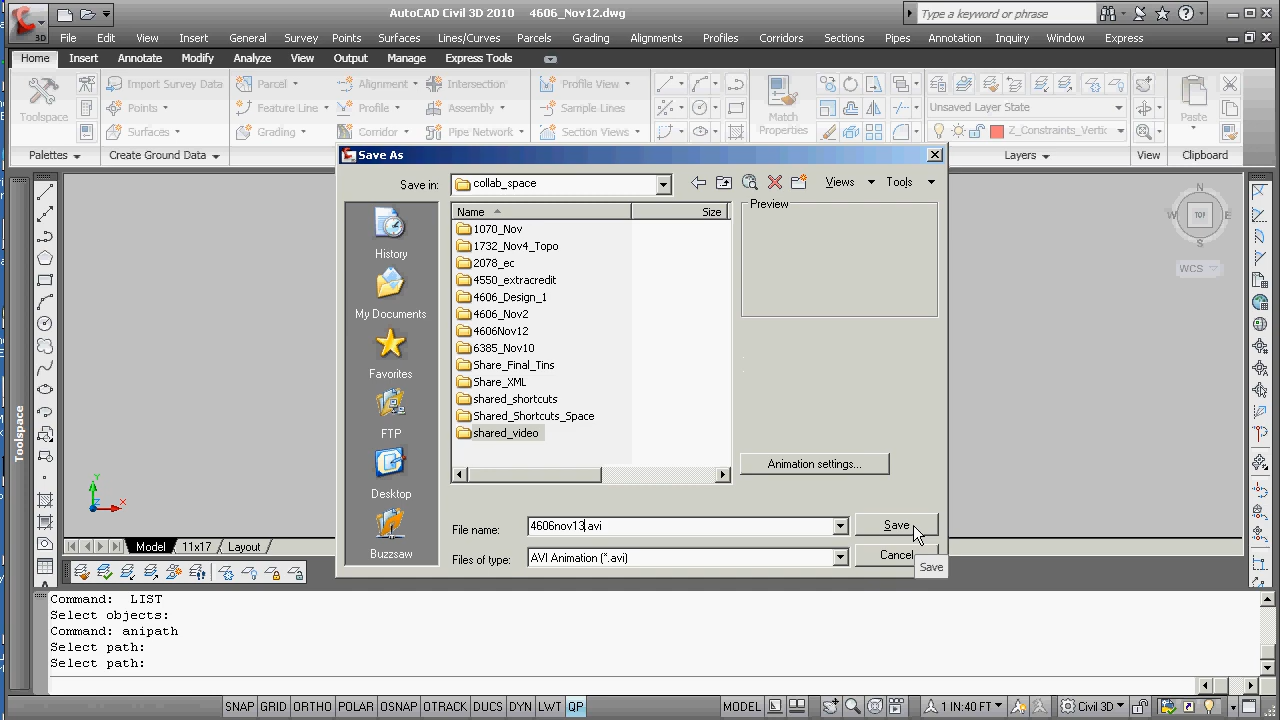 AutoCAD Civil 3D 2010 4606_Nov12.dwg
Type a keyword or phrase
3D
File Edit View Insert General Survey Points Surfaces Lines/Curves Parcels Grading Alignments Profiles Corridors Sections Pipes Annotation Inquiry Window Express
Home Insert Annotate Modify Analyze View Output Manage Express Tools
Toolspace
Import Survey Data
Points
Surfaces
Parcel
Feature Line
Grading
Alignment
Profile
Corridor
Intersection
Assembly
Pipe Network
Profile View
Sample Lines
Section Views
Match
Properties
Unsaved Layer State
Z_Constraints_Vertic
Paste
Palettes
Create Ground Data
Layers
View
Clipboard
Save As
Save in:
collab_space
Views
Tools
Name
Size
Preview
History
My Documents
Favorites
FTP
Desktop
Buzzsaw
1070_Nov
1732_Nov4_Topo
2078_ec
4550_extracredit
4606_Design_1
4606_Nov2
4606Nov12
6385_Nov10
Share_Final_Tins
Share_XML
shared_shortcuts
Shared_Shortcuts_Space
shared_video
Animation settings...
File name:
4606nov13.avi
Save
Files of type:
AVI Animation (*.avi)
Cancel
Save
N
W
TOP
E
S
WCS
Toolspace
Y
X
Z
Model 11x17 Layout
A
Command: LIST
Select objects:
Command: anipath
Select path:
Select path:
SNAP GRID ORTHO POLAR OSNAP OTRACK DUCS DYN LWT QP
MODEL
1 IN:40 FT
Civil 3D